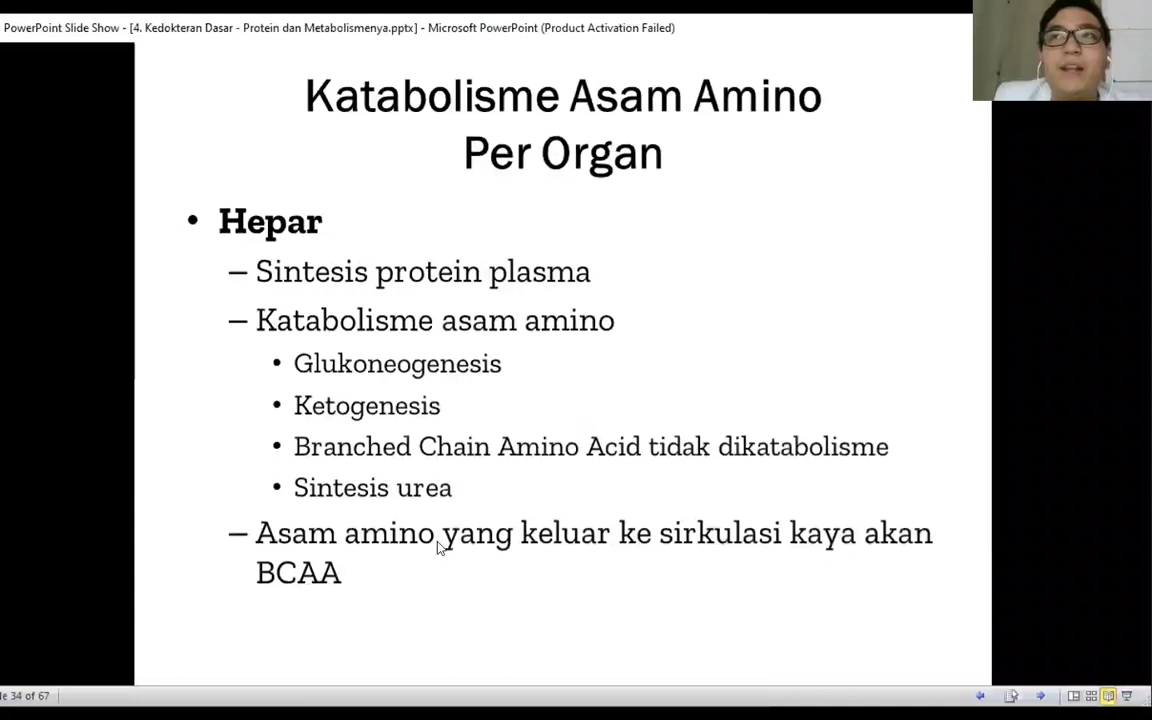 PowerPoint Slide Show - [4. Kedokteran Dasar - Protein dan Metabolismenya.pptx] - Microsoft PowerPoint (Product Activation Failed)
Katabolisme Asam Amino
Per Organ
• Hepar
– Sintesis protein plasma
– Katabolisme asam amino
• Glukoneogenesis
• Ketogenesis
• Branched Chain Amino Acid tidak dikatabolisme
• Sintesis urea
– Asam amino yang keluar ke sirkulasi kaya akan
BCAA
le 34 of 67